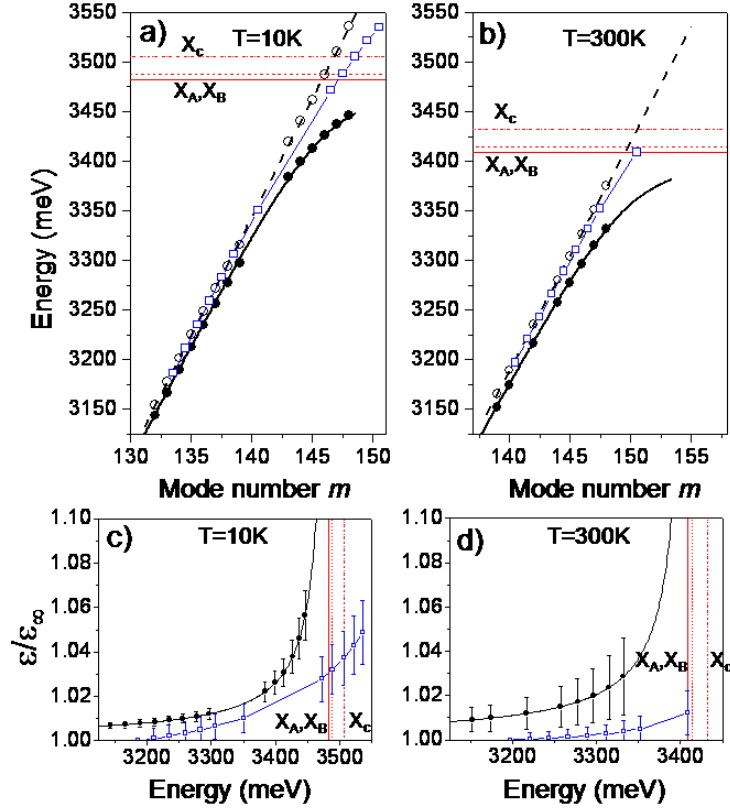 a) T=10K
X_c
X_A,X_B
Energy (meV)
3550
3500
3450
3400
3350
3300
3250
3200
3150
130 135 140 145 150
Mode number m
b) T=300K
X_c
X_A,X_B
3550
3500
3450
3400
3350
3300
3250
3200
3150
140 145 150 155
Mode number m
c) T=10K
ε/ε_∞
1.10
1.08
1.06
1.04
1.02
1.00
X_A,X_B X_c
3200 3300 3400 3500
Energy (meV)
d) T=300K
1.10
1.08
1.06
1.04
1.02
1.00
X_A,X_B X_c
3200 3300 3400
Energy (meV)